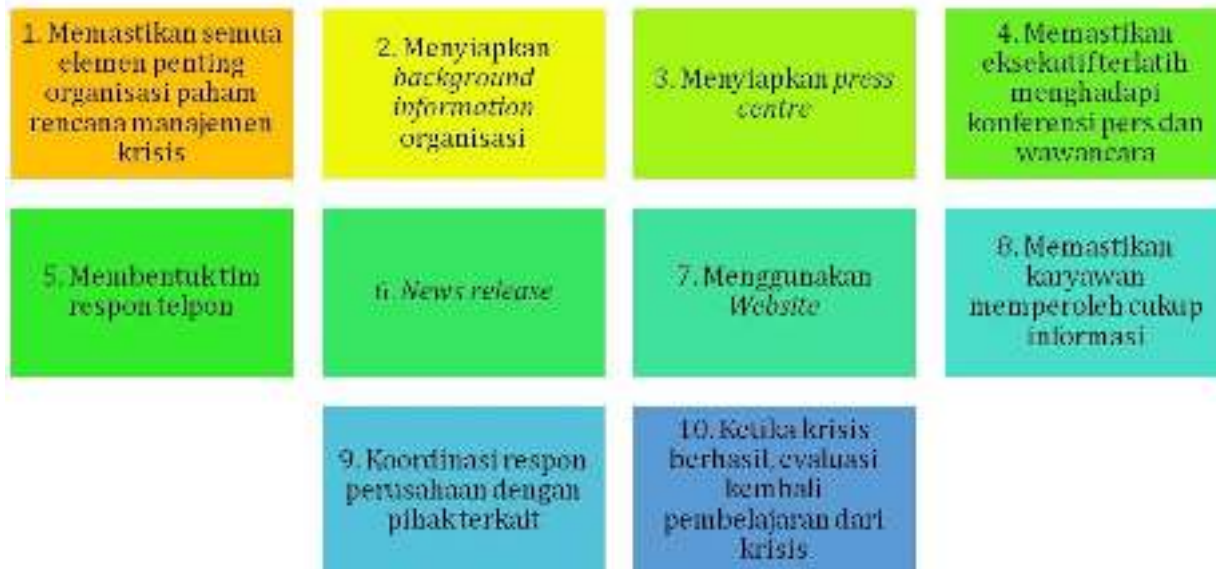 1. Memastikan semua
elemen penting
organisasi paham
rencana manajemen
krisis
2. Menyiapkan
background
information
organisasi
3. Menyiapkan press
centre
4. Memastikan
eksekutif terlatih
menghadapi
konferensi pers dan
wawancara
5. Membentuk tim
respon telpon
6. News release
7. Menggunakan
Website
8. Memastikan
karyawan
memperoleh cukup
informasi
9. Koordinasi respon
perusahaan dengan
pihak terkait
10. Ketika krisis
berhasil, evaluasi
kembali
pembelajaran dari
krisis